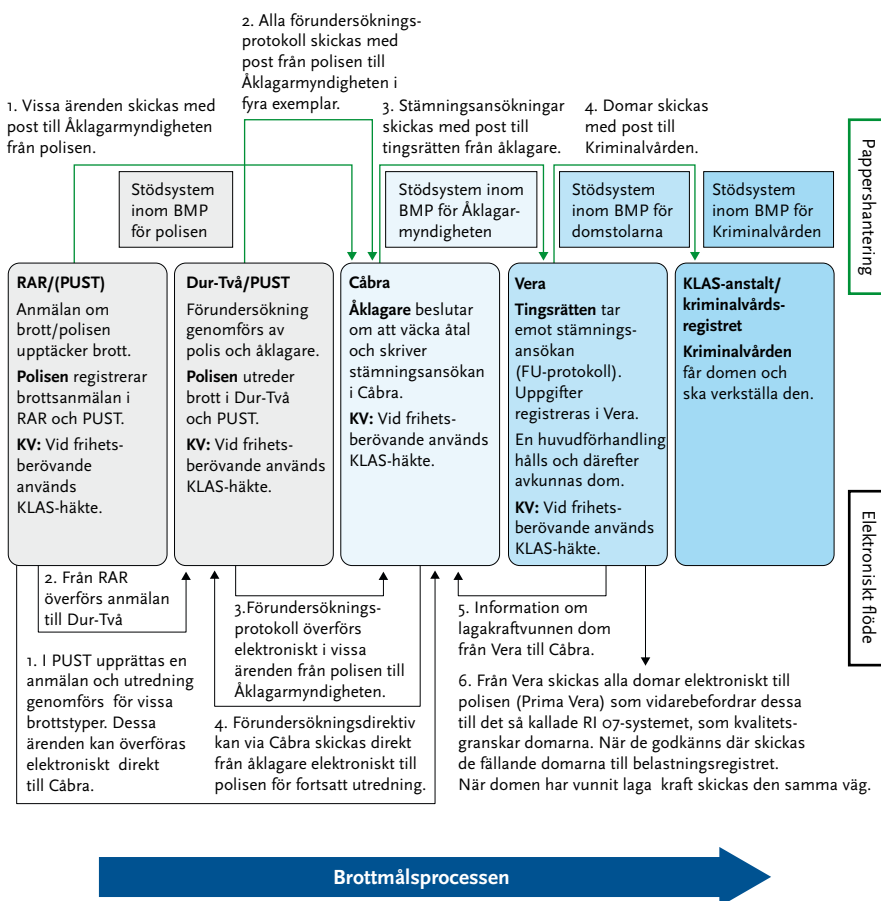 2. Alla förundersöknings-
protokoll skickas med
post från polisen till
Åklagarmyndigheten i
fyra exemplar.
1. Vissa ärenden skickas med
post till Åklagarmyndigheten
från polisen.
3. Stämningsansökningar
skickas med post till
tingsrätten från åklagare.
4. Domar skickas
med post till
Kriminalvården.
Pappershantering
Stödsystem
inom BMP
för polisen
Stödsystem inom
BMP för Åklagar-
myndigheten
Stödsystem
inom BMP för
domstolarna
Stödsystem
inom BMP för
Kriminalvården
RAR/(PUST)
Anmälan om
brott/polisen
upptäcker brott.
Polisen registrerar
brottsanmälan i
RAR och PUST.
KV: Vid frihets-
berövande
används
KLAS-häkte.
Dur-Två/PUST
Förundersökning
genomförs av
polis och åklagare.
Polisen utreder
brott i Dur-Två
och PUST.
KV: Vid frihets-
berövande används
KLAS-häkte.
Cåbra
Åklagare beslutar
om att väcka åtal
och skriver
stämningsansökan
i Cåbra.
KV: Vid frihets-
berövande används
KLAS-häkte.
Vera
Tingsrätten tar
emot stämnings-
ansökan
(FU-protokoll).
Uppgifter
registreras i Vera.
En huvudförhandling
hålls och därefter
avkunnas dom.
KV: Vid frihets-
berövande används
KLAS-häkte.
KLAS-anstalt/
kriminalvårds-
registret
Kriminalvården
får domen och
ska verkställa den.
Elektroniskt flöde
2. Från RAR
överförs anmälan
till Dur-Två
1. I PUST upprättas en
anmälan och utredning
genomförs för vissa
brottstyper. Dessa
ärenden kan överföras
elektroniskt direkt
till Cåbra.
3.Förundersöknings-
protokoll överförs
elektroniskt i vissa
ärenden från polisen till
Åklagarmyndigheten.
4. Förundersökningsdirektiv
kan via Cåbra skickas direkt
från åklagare elektroniskt till
polisen för fortsatt utredning.
5. Information om
lagakraftvunnen dom
från Vera till Cåbra.
6. Från Vera skickas alla domar elektroniskt till
polisen (Prima Vera) som vidarebefordrar dessa
till det så kallade RI 07-systemet, som kvalitets-
granskar domarna. När de godkänns där skickas
de fällande domarna till belastningsregistret.
När domen har vunnit laga kraft skickas den samma väg.
Brottmålsprocessen